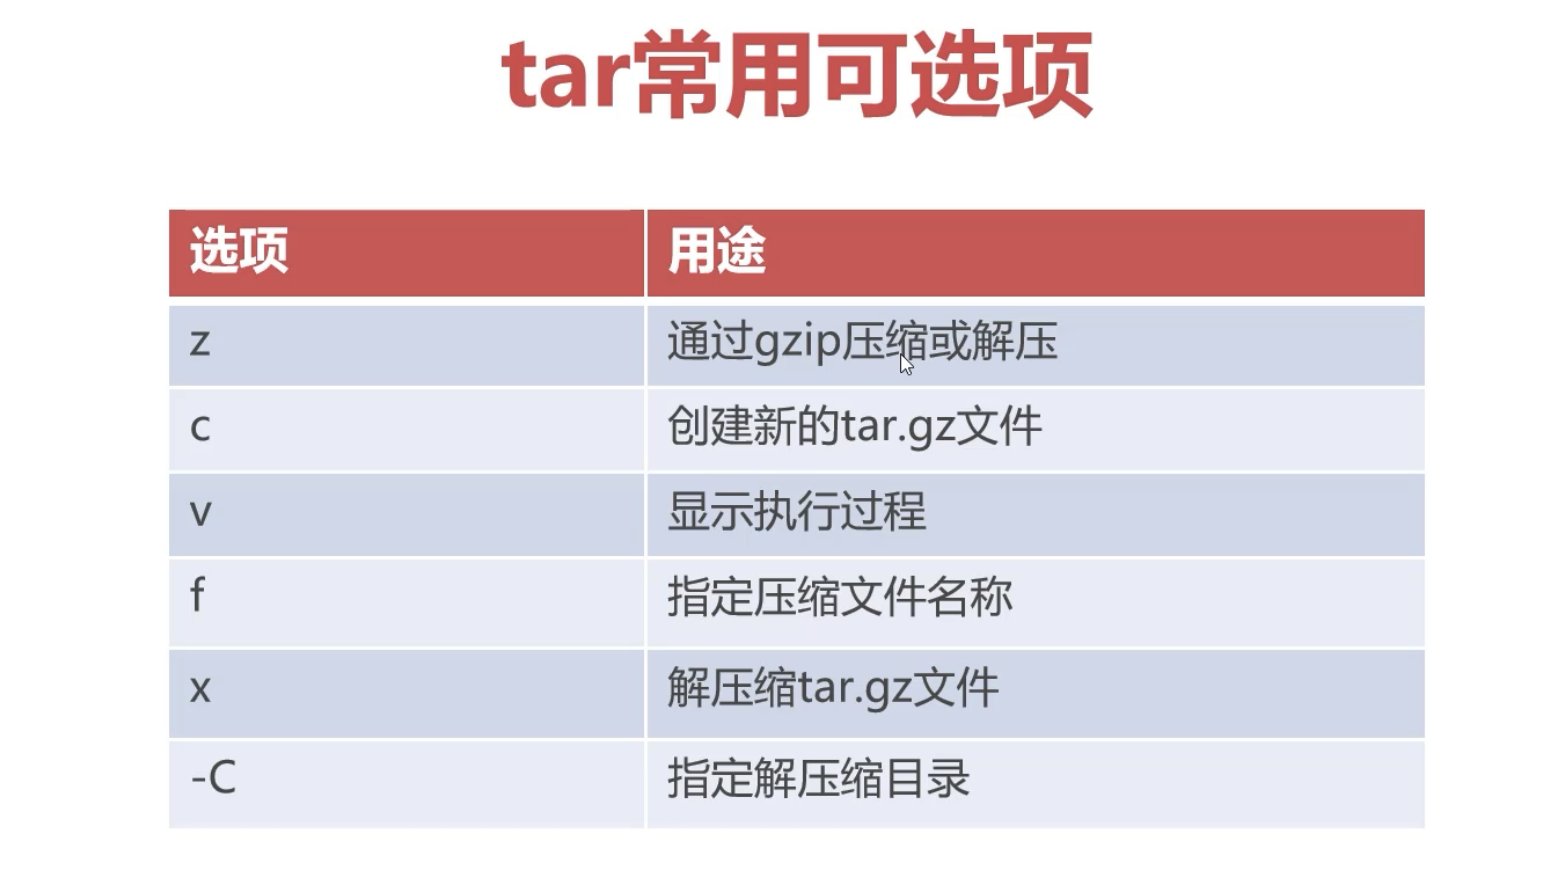 tar常用可选项
选项 用途
z 通过gzip压缩或解压
c 创建新的tar.gz文件
v 显示执行过程
f 指定压缩文件名称
x 解压缩tar.gz文件
-C 指定解压缩目录